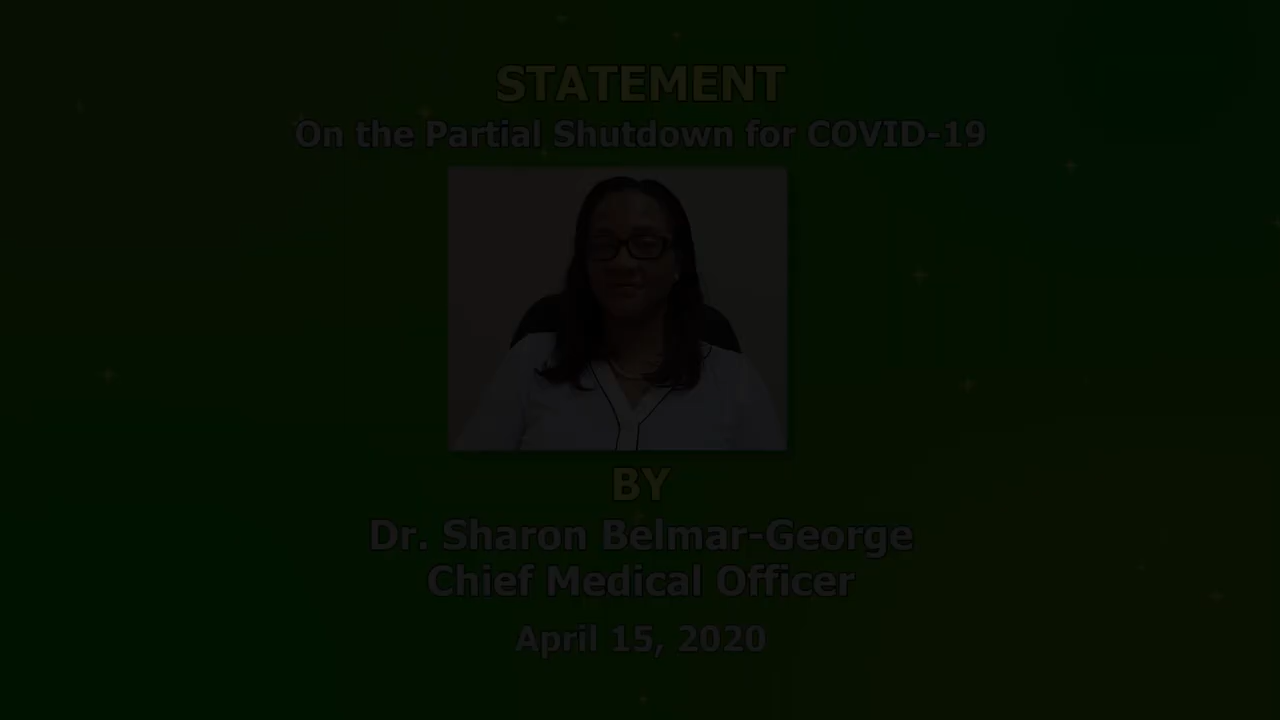 STATEMENT
On the Partial Shutdown for COVID-19
BY
Dr. Sharon Belmar-George
Chief Medical Officer
April 15, 2020